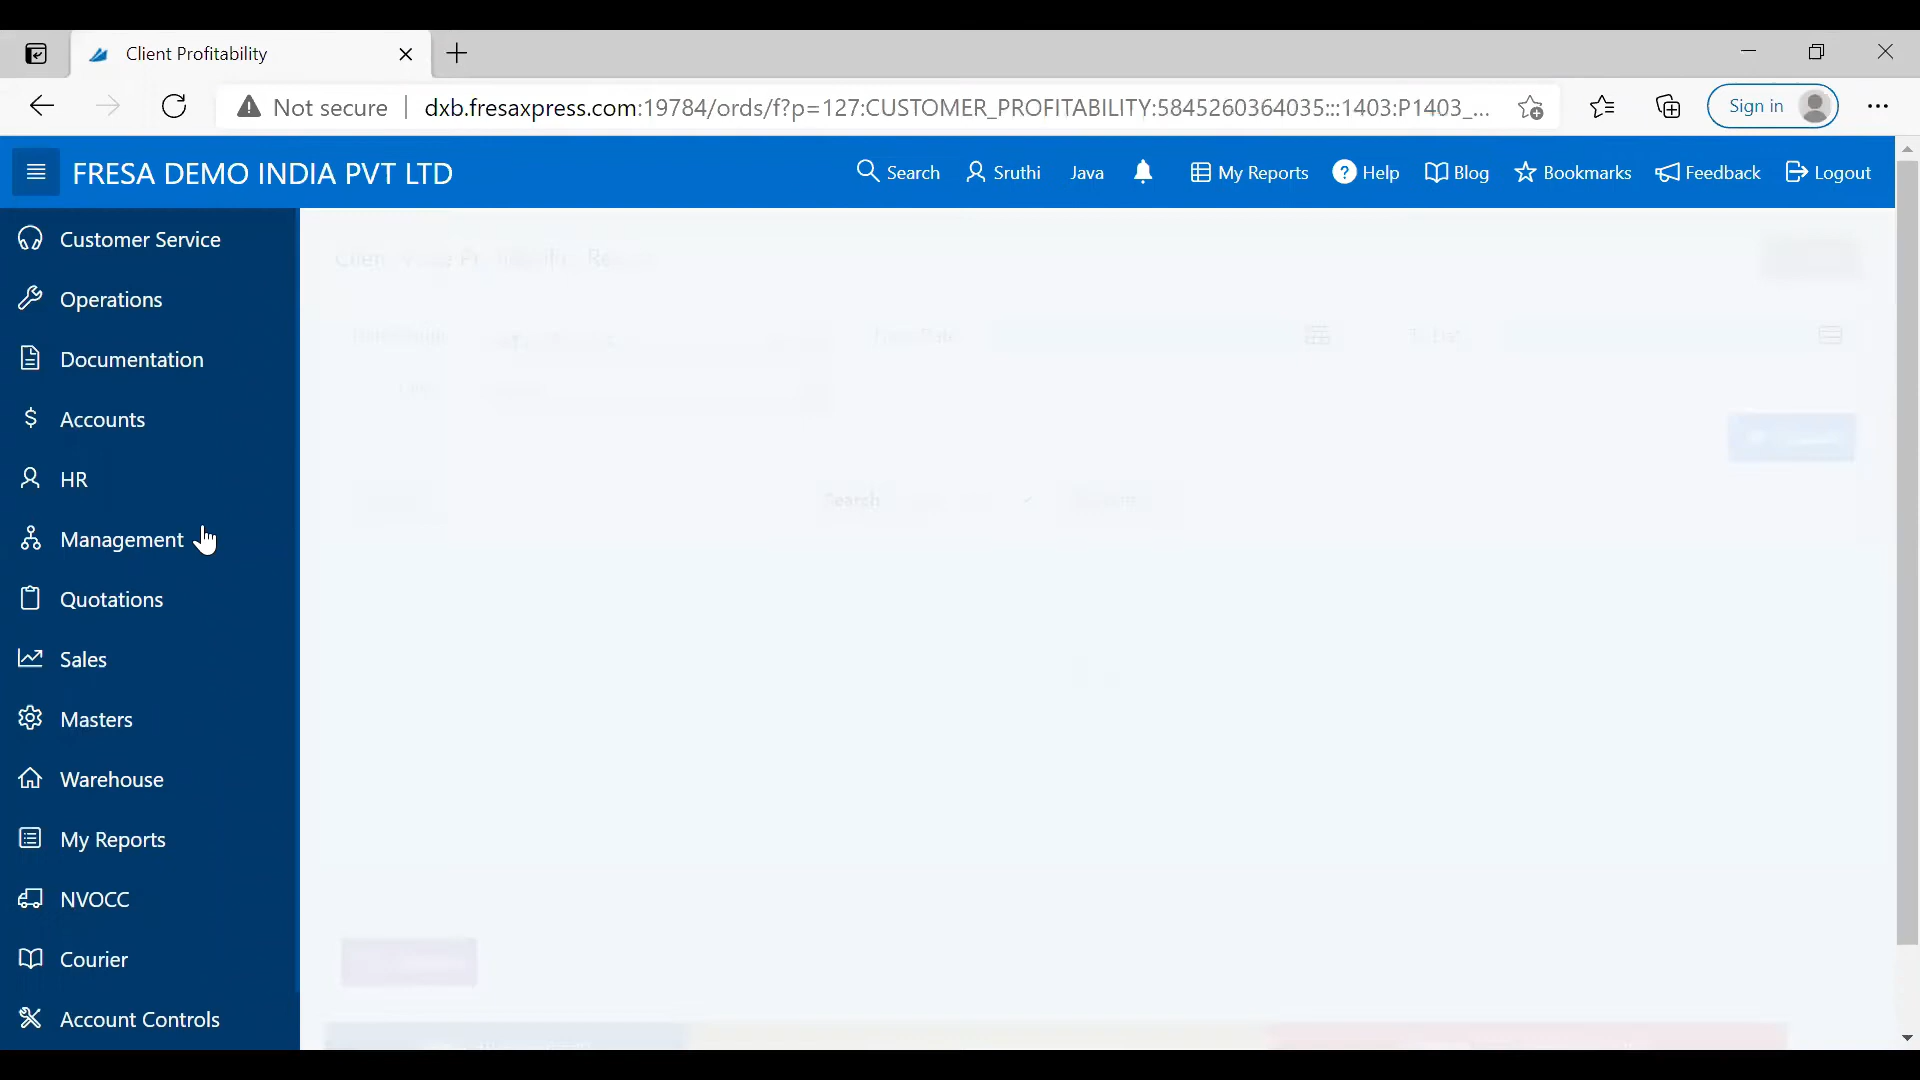 Client Profitability
Not secure
dxb.fresaxpress.com:19784/ords/f?p=127:CUSTOMER_PROFITABILITY:5845260364035:::1403:P1403_...
Sign in
FRESA DEMO INDIA PVT LTD
Search
Sruthi
Java
My Reports
Help
Blog
Bookmarks
Feedback
Logout
Customer Service
Operations
Documentation
Accounts
HR
Management
Quotations
Sales
Masters
Warehouse
My Reports
NVOCC
Courier
Account Controls
Search